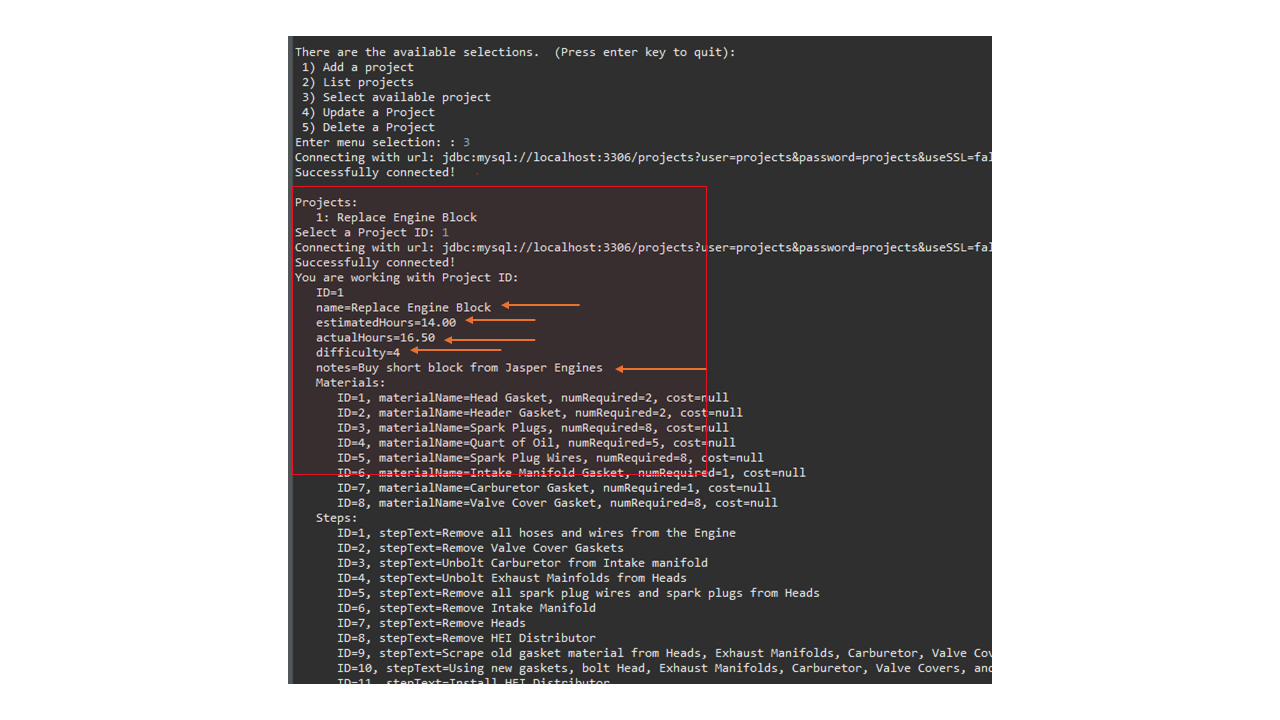 There are the available selections.  (Press enter key to quit):
1) Add a project
2) List projects
3) Select available project
4) Update a Project
5) Delete a Project
Enter menu selection: : 3
Connecting with url: jdbc:mysql://localhost:3306/projects?user=projects&password=projects&useSSL=fal
Successfully connected!
Projects:
1: Replace Engine Block
Select a Project ID: 1
Connecting with url: jdbc:mysql://localhost:3306/projects?user=projects&password=projects&useSSL=fal
Successfully connected!
You are working with Project ID:
ID=1
name=Replace Engine Block
estimatedHours=14.00
actualHours=16.50
difficulty=4
notes=Buy short block from Jasper Engines
Materials:
ID=1, materialName=Head Gasket, numRequired=2, cost=null
ID=2, materialName=Header Gasket, numRequired=2, cost=null
ID=3, materialName=Spark Plugs, numRequired=8, cost=null
ID=4, materialName=Quart of Oil, numRequired=5, cost=null
ID=5, materialName=Spark Plug Wires, numRequired=8, cost=null
ID=6, materialName=Intake Manifold Gasket, numRequired=1, cost=null
ID=7, materialName=Carburetor Gasket, numRequired=1, cost=null
ID=8, materialName=Valve Cover Gasket, numRequired=8, cost=null
Steps:
ID=1, stepText=Remove all hoses and wires from the Engine
ID=2, stepText=Remove Valve Cover Gaskets
ID=3, stepText=Unbolt Carburetor from Intake manifold
ID=4, stepText=Unbolt Exhaust Mainfolds from Heads
ID=5, stepText=Remove all spark plug wires and spark plugs from Heads
ID=6, stepText=Remove Intake Manifold
ID=7, stepText=Remove Heads
ID=8, stepText=Remove HEI Distributor
ID=9, stepText=Scrape old gasket material from Heads, Exhaust Manifolds, Carburetor, Valve Cov
ID=10, stepText=Using new gaskets, bolt Head, Exhaust Manifolds, Carburetor, Valve Covers, and
ID=11, stepText=Install HEI Distributor